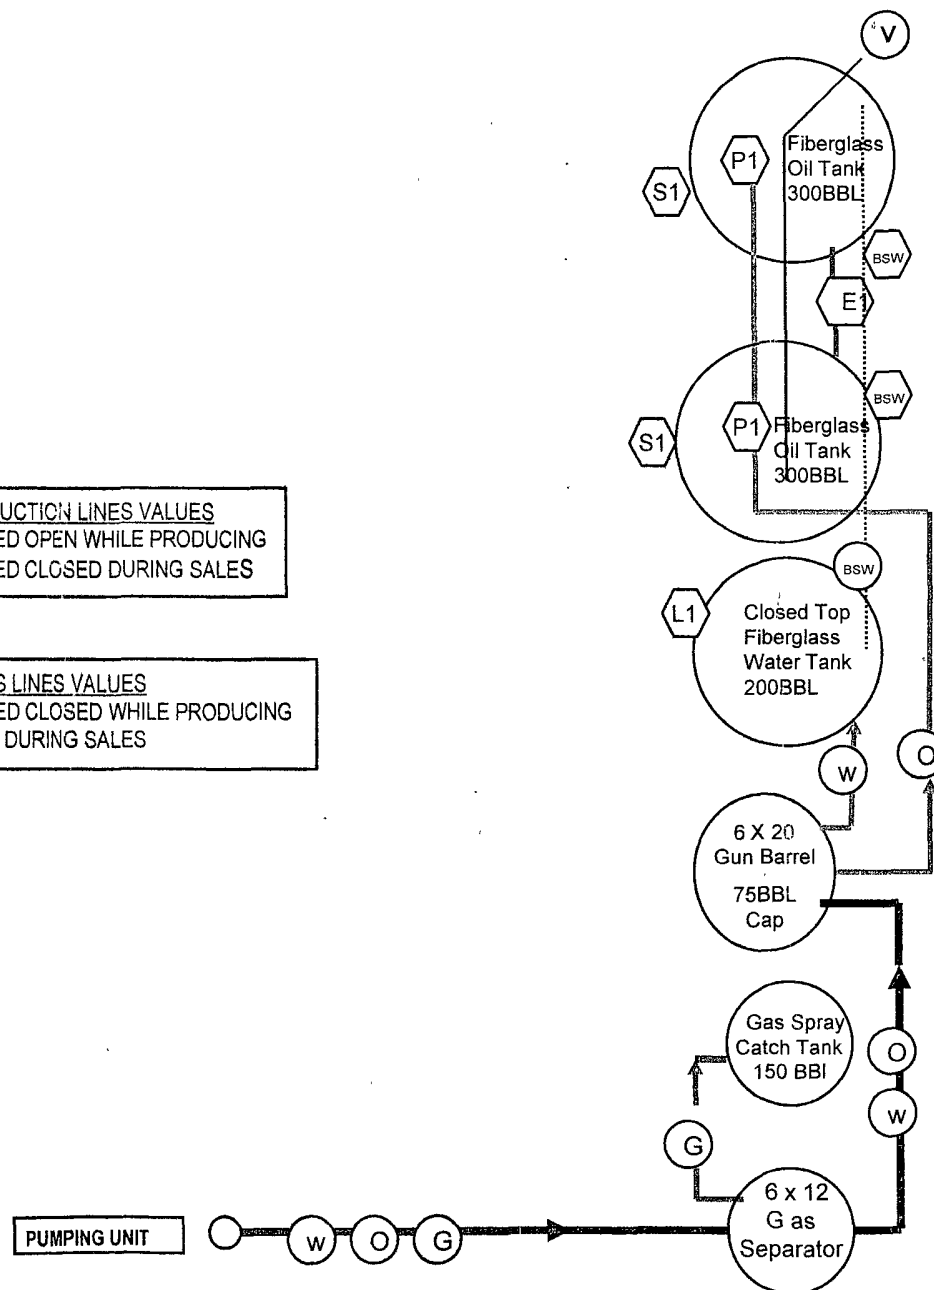 V
Fiberglass
Oil Tank
300BBL
P1
S1
BSW
E1
BSW
P1
Fiberglass
Oil Tank
300BBL
S1
UCTION LINES VALUES
ED OPEN WHILE PRODUCING
ED CLOSED DURING SALES
BSW
L1
Closed Top
Fiberglass
Water Tank
200BBL
S LINES VALUES
ED CLOSED WHILE PRODUCING
DURING SALES
W
O
6 X 20
Gun Barrel
75BBL
Cap
Gas Spray
Catch Tank
150 BBl
O
W
G
6 x 12
G as
Separator
PUMPING UNIT
W
O
G